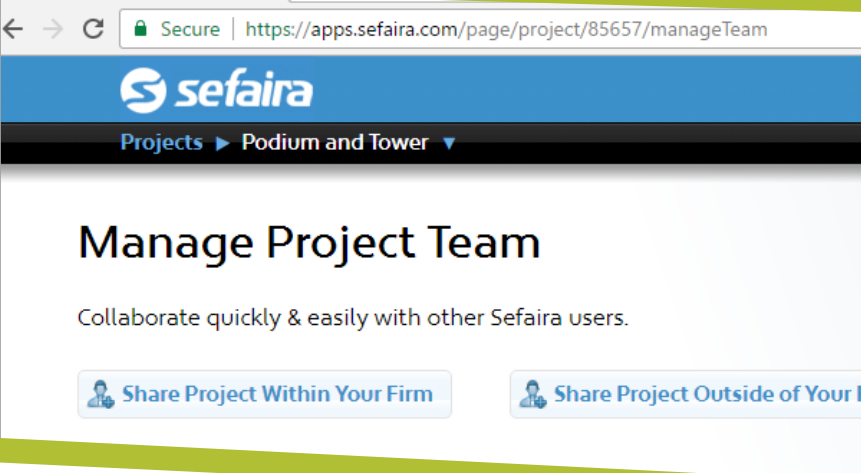 Secure | https://apps.sefaira.com/page/project/85657/manageTeam
sefaira
Projects ▶ Podium and Tower ▼
Manage Project Team
Collaborate quickly & easily with other Sefaira users.
Share Project Within Your Firm
Share Project Outside of Your